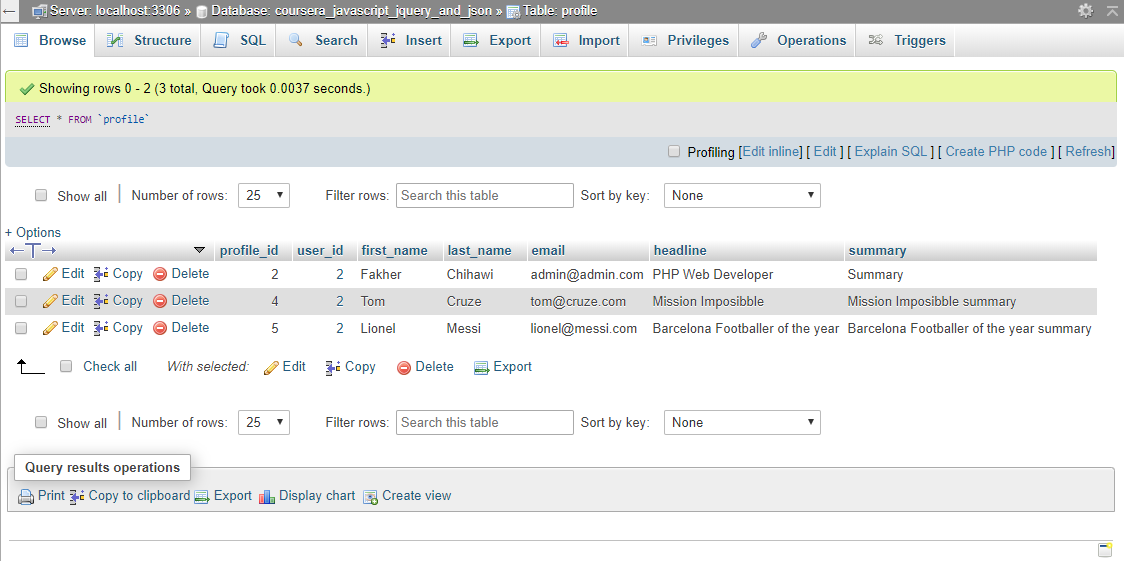 Server: localhost:3306 » Database: coursera_javascript_jquery_and_json » Table: profile
Browse Structure SQL Search Insert Export Import Privileges Operations Triggers
Showing rows 0 - 2 (3 total, Query took 0.0037 seconds.)
SELECT * FROM `profile`
Profiling [Edit inline] [ Edit ] [ Explain SQL ] [ Create PHP code ] [ Refresh]
Show all Number of rows: 25 Filter rows: Search this table Sort by key: None
+ Options
profile_id user_id first_name last_name email headline summary
Edit Copy Delete 2 2 Fakher Chihawi admin@admin.com PHP Web Developer Summary
Edit Copy Delete 4 2 Tom Cruze tom@cruze.com Mission Imposibble Mission Imposibble summary
Edit Copy Delete 5 2 Lionel Messi lionel@messi.com Barcelona Footballer of the year Barcelona Footballer of the year summary
Check all With selected: Edit Copy Delete Export
Show all Number of rows: 25 Filter rows: Search this table Sort by key: None
Query results operations
Print Copy to clipboard Export Display chart Create view